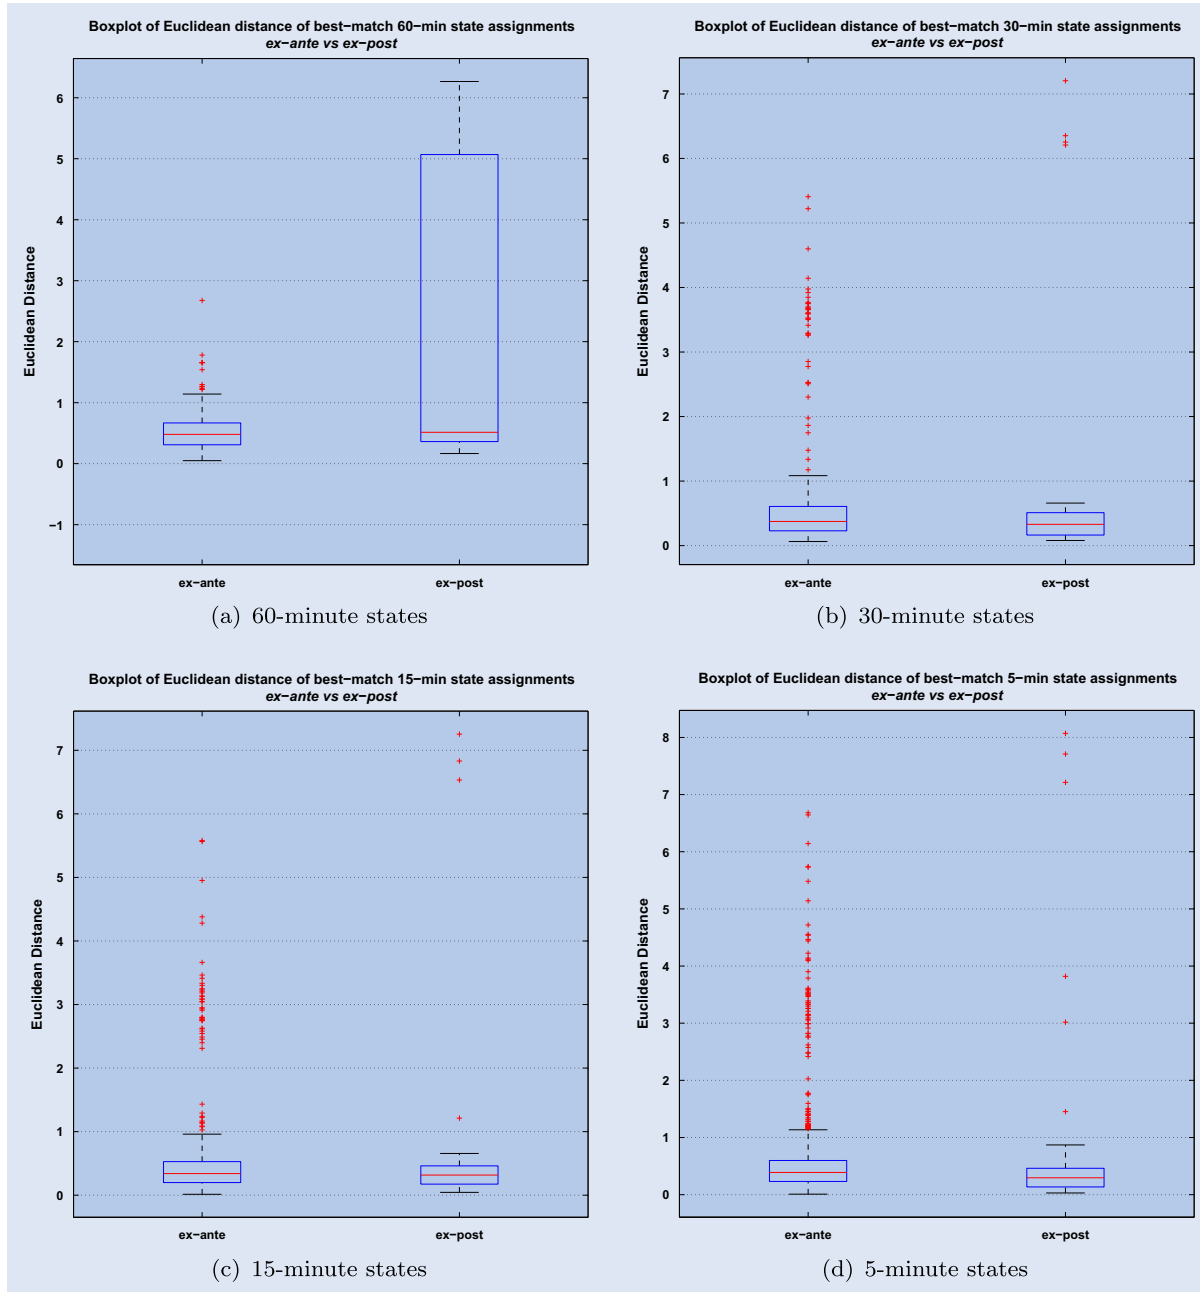 Boxplot of Euclidean distance of best−match 60−min state assignments
ex−ante vs ex−post
6
5
4
3
2
1
0
−1
Euclidean Distance
ex−ante ex−post
(a) 60-minute states
Boxplot of Euclidean distance of best−match 30−min state assignments
ex−ante vs ex−post
7
6
5
4
3
2
1
0
Euclidean Distance
ex−ante ex−post
(b) 30-minute states
Boxplot of Euclidean distance of best−match 15−min state assignments
ex−ante vs ex−post
7
6
5
4
3
2
1
0
Euclidean Distance
ex−ante ex−post
(c) 15-minute states
Boxplot of Euclidean distance of best−match 5−min state assignments
ex−ante vs ex−post
8
7
6
5
4
3
2
1
0
Euclidean Distance
ex−ante ex−post
(d) 5-minute states